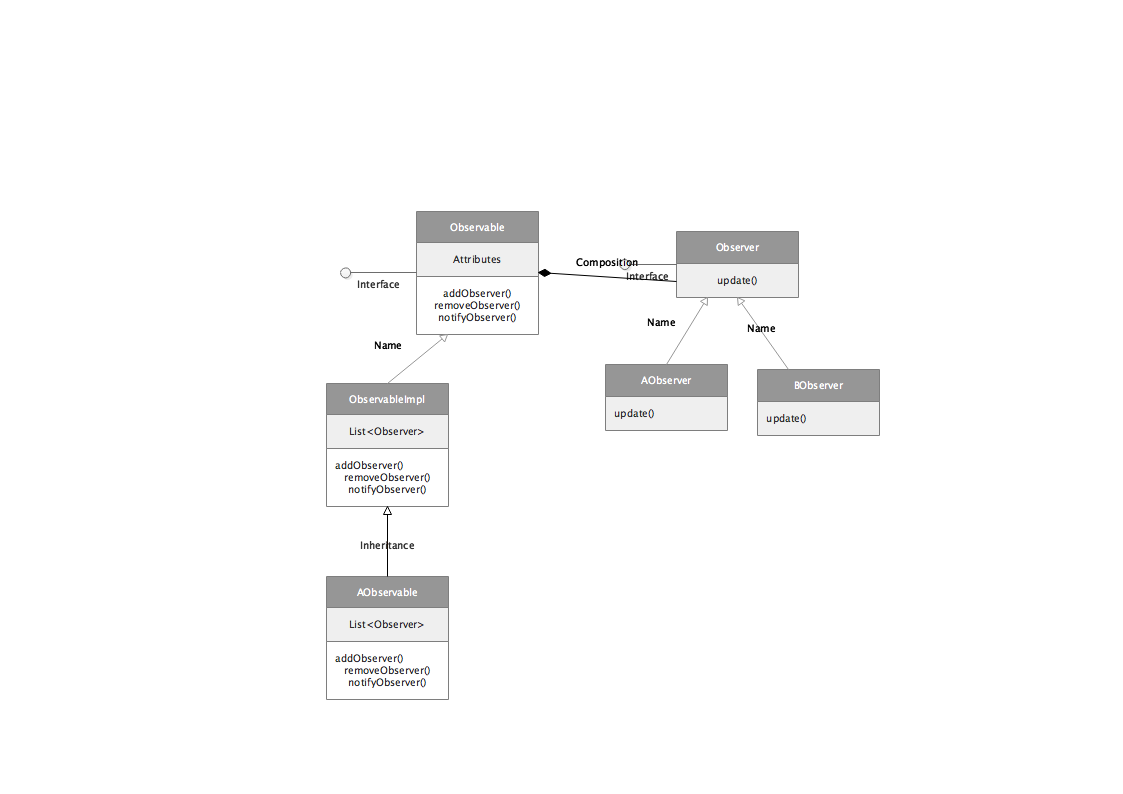 Observable
Attributes
addObserver()
removeObserver()
notifyObserver()
Interface
Composition
Interface
Observer
update()
Name
Name
Name
AObserver
update()
BObserver
update()
ObservableImpl
List<Observer>
addObserver()
removeObserver()
notifyObserver()
Inheritance
AObservable
List<Observer>
addObserver()
removeObserver()
notifyObserver()